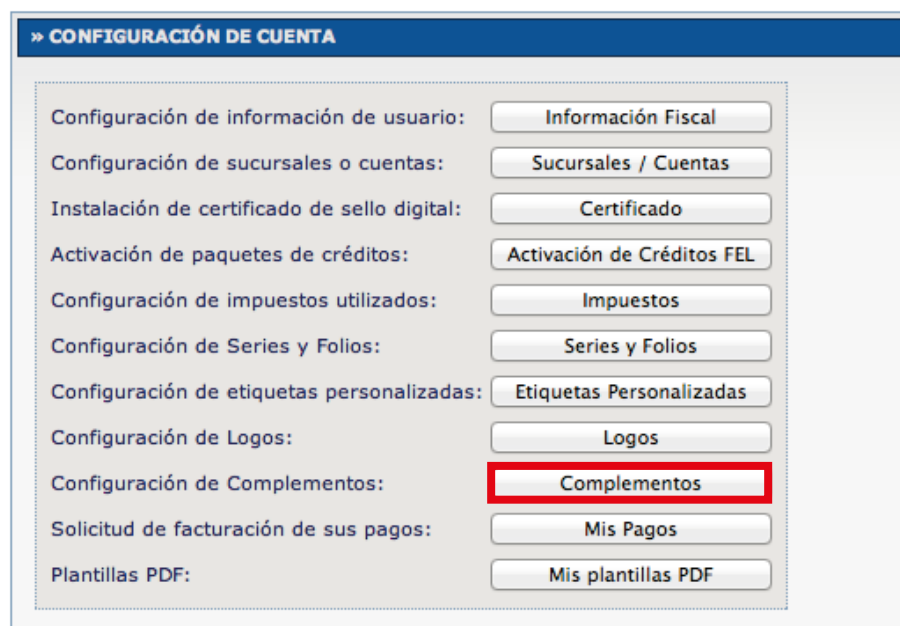 » CONFIGURACIÓN DE CUENTA
Configuración de información de usuario: Información Fiscal
Configuración de sucursales o cuentas: Sucursales / Cuentas
Instalación de certificado de sello digital: Certificado
Activación de paquetes de créditos: Activación de Créditos FEL
Configuración de impuestos utilizados: Impuestos
Configuración de Series y Folios: Series y Folios
Configuración de etiquetas personalizadas: Etiquetas Personalizadas
Configuración de Logos: Logos
Configuración de Complementos: Complementos
Solicitud de facturación de sus pagos: Mis Pagos
Plantillas PDF: Mis plantillas PDF